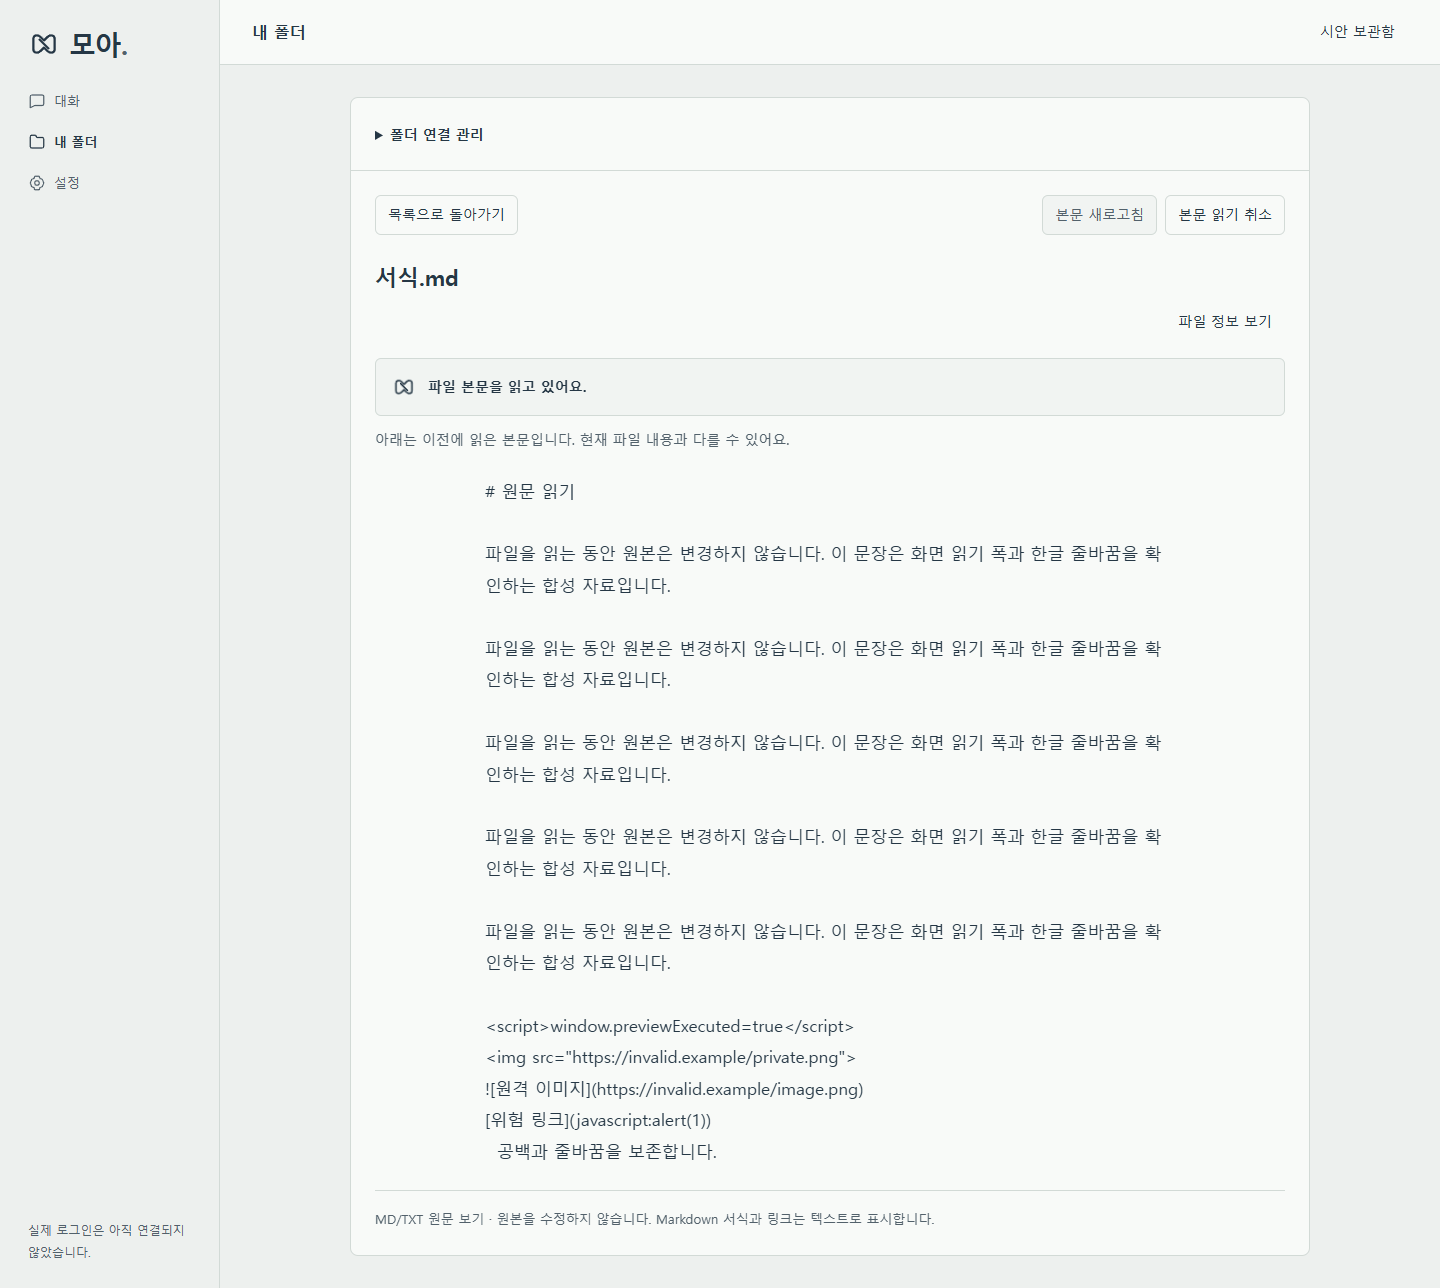 모아.
대화
내 폴더
설정
실제 로그인은 아직 연결되지
않았습니다.
내 폴더
시안 보관함
▶ 폴더 연결 관리
목록으로 돌아가기
본문 새로고침
본문 읽기 취소
서식.md
파일 정보 보기
파일 본문을 읽고 있어요.
아래는 이전에 읽은 본문입니다. 현재 파일 내용과 다를 수 있어요.
# 원문 읽기
파일을 읽는 동안 원본은 변경하지 않습니다. 이 문장은 화면 읽기 폭과 한글 줄바꿈을 확
인하는 합성 자료입니다.
파일을 읽는 동안 원본은 변경하지 않습니다. 이 문장은 화면 읽기 폭과 한글 줄바꿈을 확
인하는 합성 자료입니다.
파일을 읽는 동안 원본은 변경하지 않습니다. 이 문장은 화면 읽기 폭과 한글 줄바꿈을 확
인하는 합성 자료입니다.
파일을 읽는 동안 원본은 변경하지 않습니다. 이 문장은 화면 읽기 폭과 한글 줄바꿈을 확
인하는 합성 자료입니다.
파일을 읽는 동안 원본은 변경하지 않습니다. 이 문장은 화면 읽기 폭과 한글 줄바꿈을 확
인하는 합성 자료입니다.
<script>window.previewExecuted=true</script>
<img src="https://invalid.example/private.png">
![원격 이미지](https://invalid.example/image.png)
[위험 링크](javascript:alert(1))
공백과 줄바꿈을 보존합니다.
MD/TXT 원문 보기 · 원본을 수정하지 않습니다. Markdown 서식과 링크는 텍스트로 표시합니다.